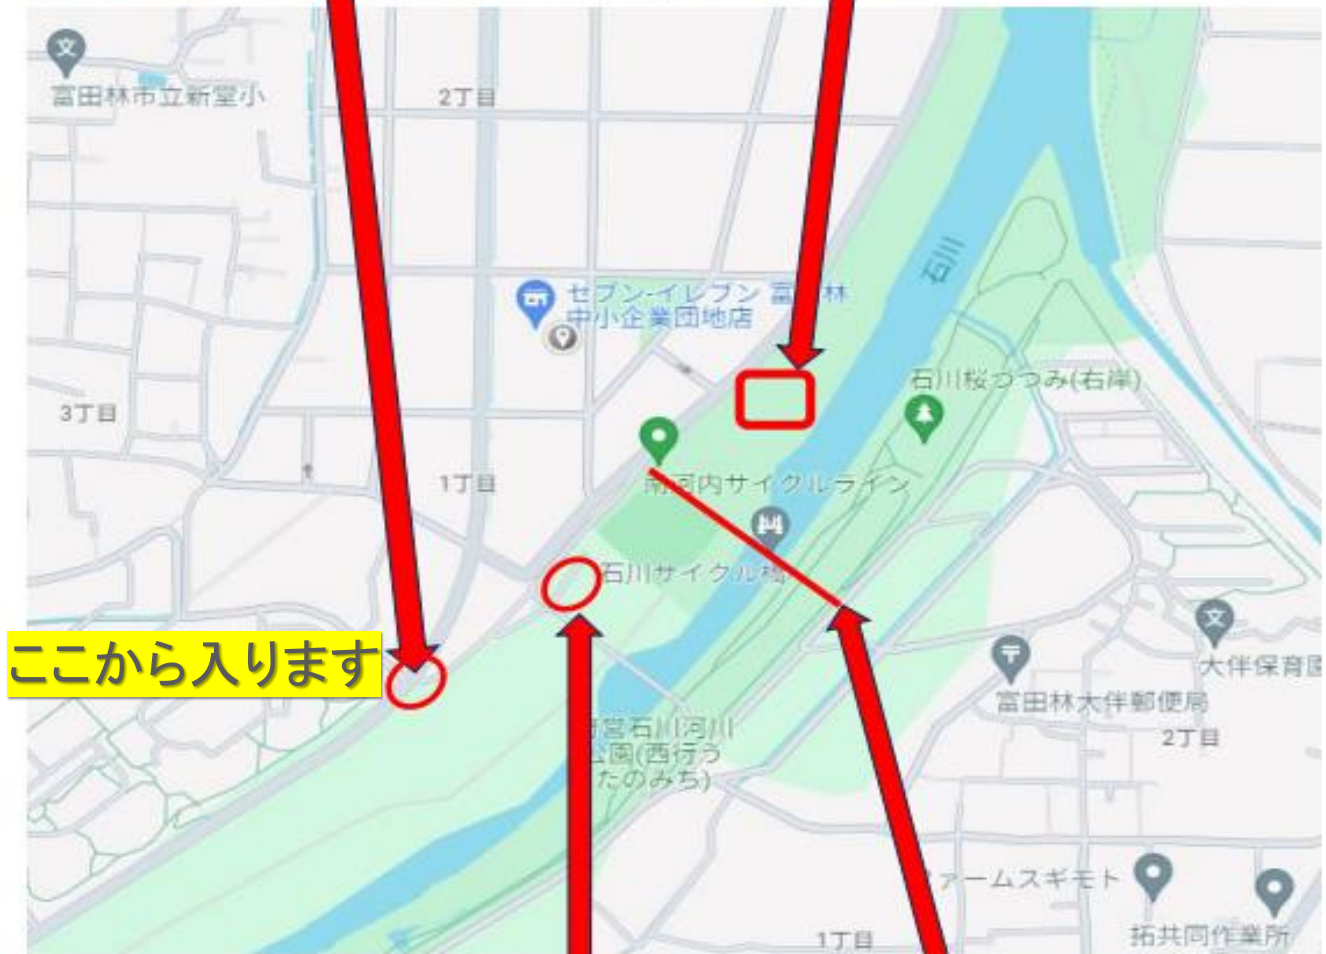 富田林市立新堂小
2丁目
石川
セブン-イレブン 富 林
中小企業団地店
石川桜つつみ(右岸)
3丁目
南河内サイクルライン
1丁目
石川サイクル橋
ここから入ります
大伴保育園
富田林大伴郵便局
2丁目
営石川河川
公園(西行う
たのみち)
ァームスギモト
1丁目
拓共同作業所